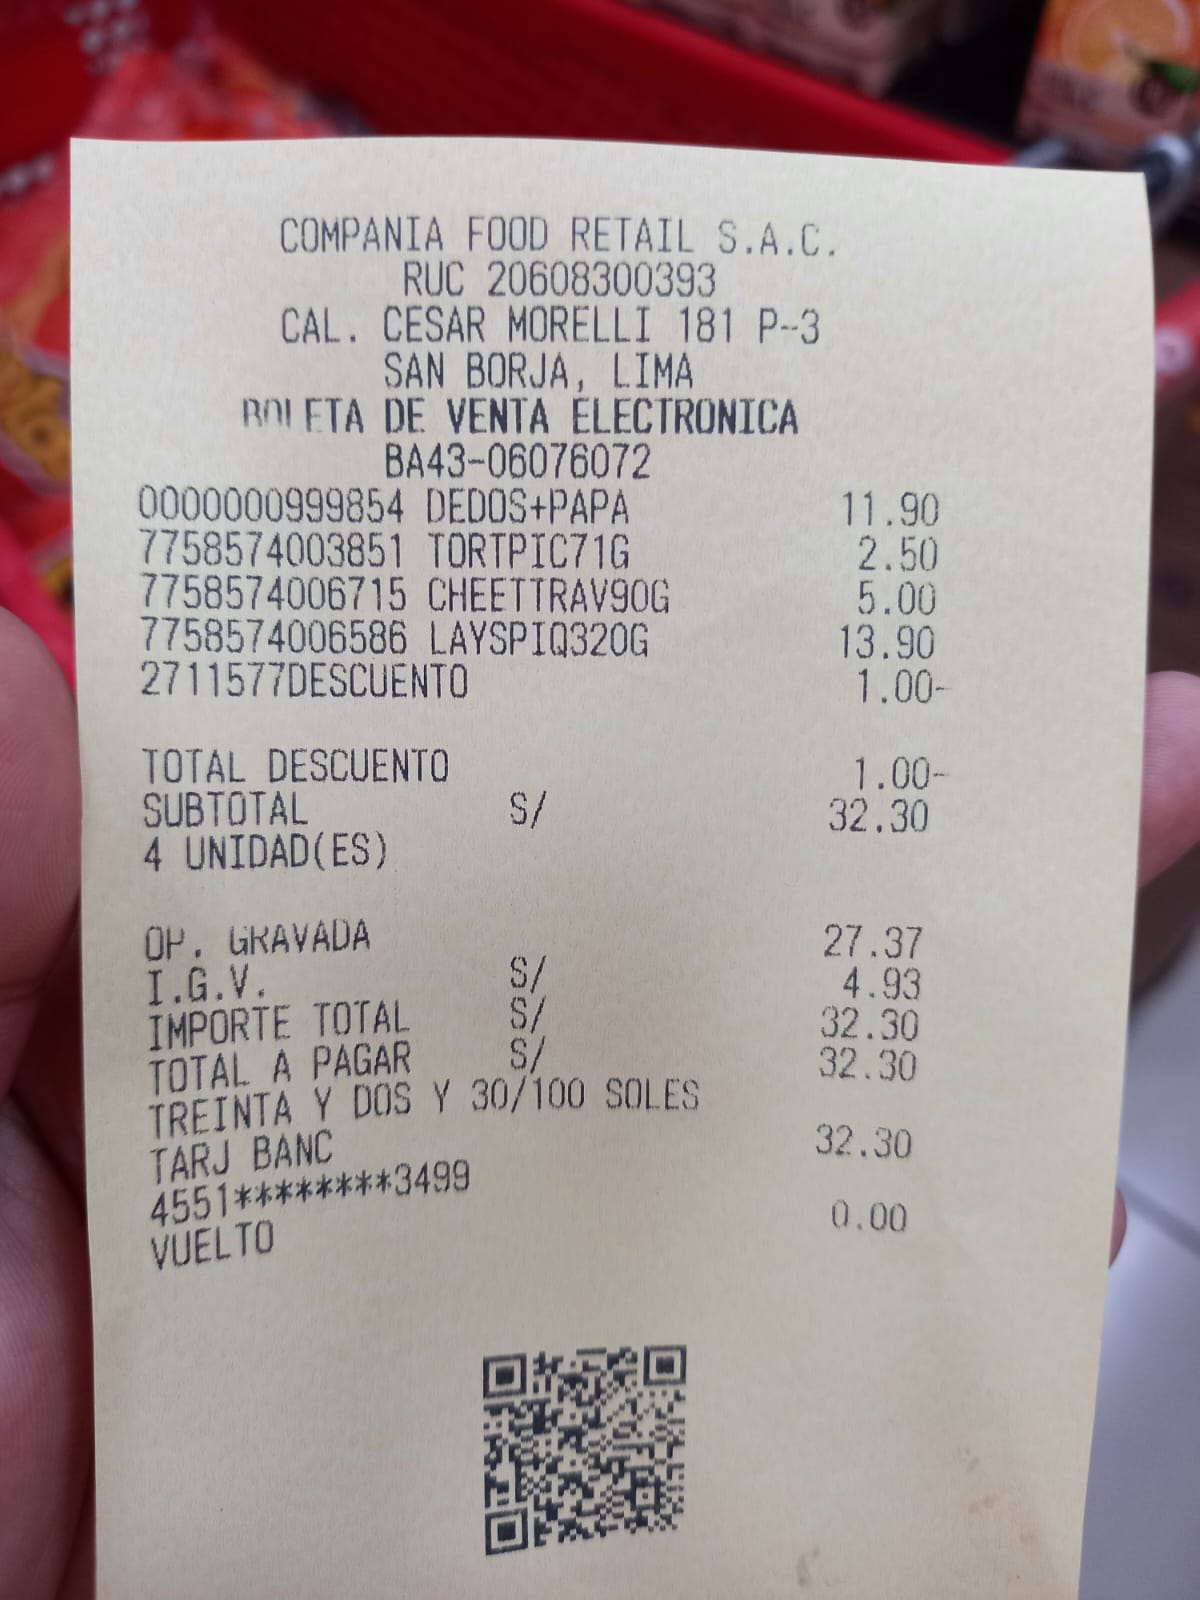 COMPANIA FOOD RETAIL S.A.C.
RUC 20608300393
CAL. CESAR MORELLI 181 P-3
SAN BORJA, LIMA
BOLETA DE VENTA ELECTRONICA
BA43-06076072
0000000999854 DEDOS+PAPA 11.90
7758574003851 TORTPIC71G 2.50
7758574006715 CHEETTRAV90G 5.00
7758574006586 LAYSPIQ320G 13.90
2711577DESCUENTO 1.00-
TOTAL DESCUENTO 1.00-
SUBTOTAL S/ 32.30
4 UNIDAD(ES)
OP. GRAVADA 27.37
I.G.V. S/ 4.93
IMPORTE TOTAL S/ 32.30
TOTAL A PAGAR S/ 32.30
TREINTA Y DOS Y 30/100 SOLES
TARJ BANC 32.30
4551********3499
VUELTO 0.00